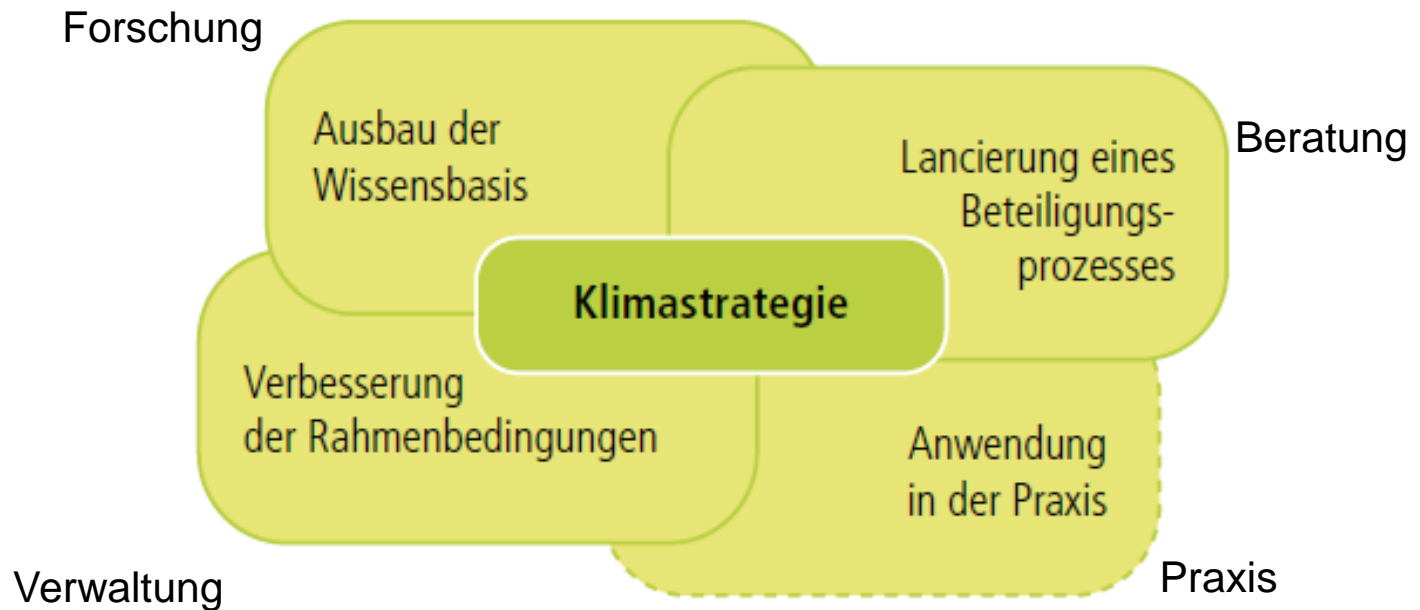 Forschung
Ausbau der
Wissensbasis
Beratung
Lancierung eines
Beteiligungs-
prozesses
Klimastrategie
Verbesserung
der Rahmenbedingungen
Anwendung
in der Praxis
Verwaltung
Praxis